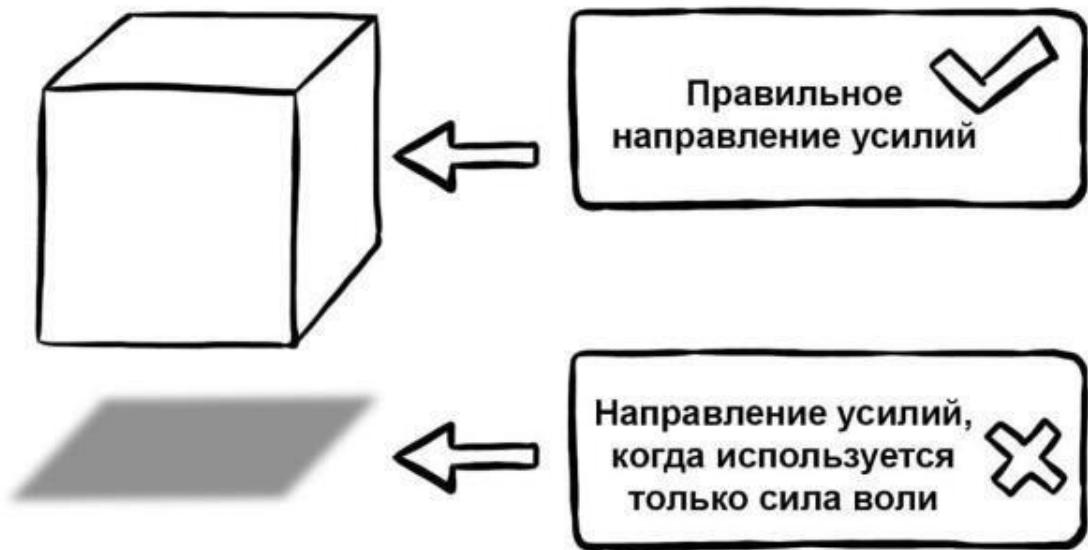 Правильное
направление усилий
Направление усилий,
когда используется
только сила воли